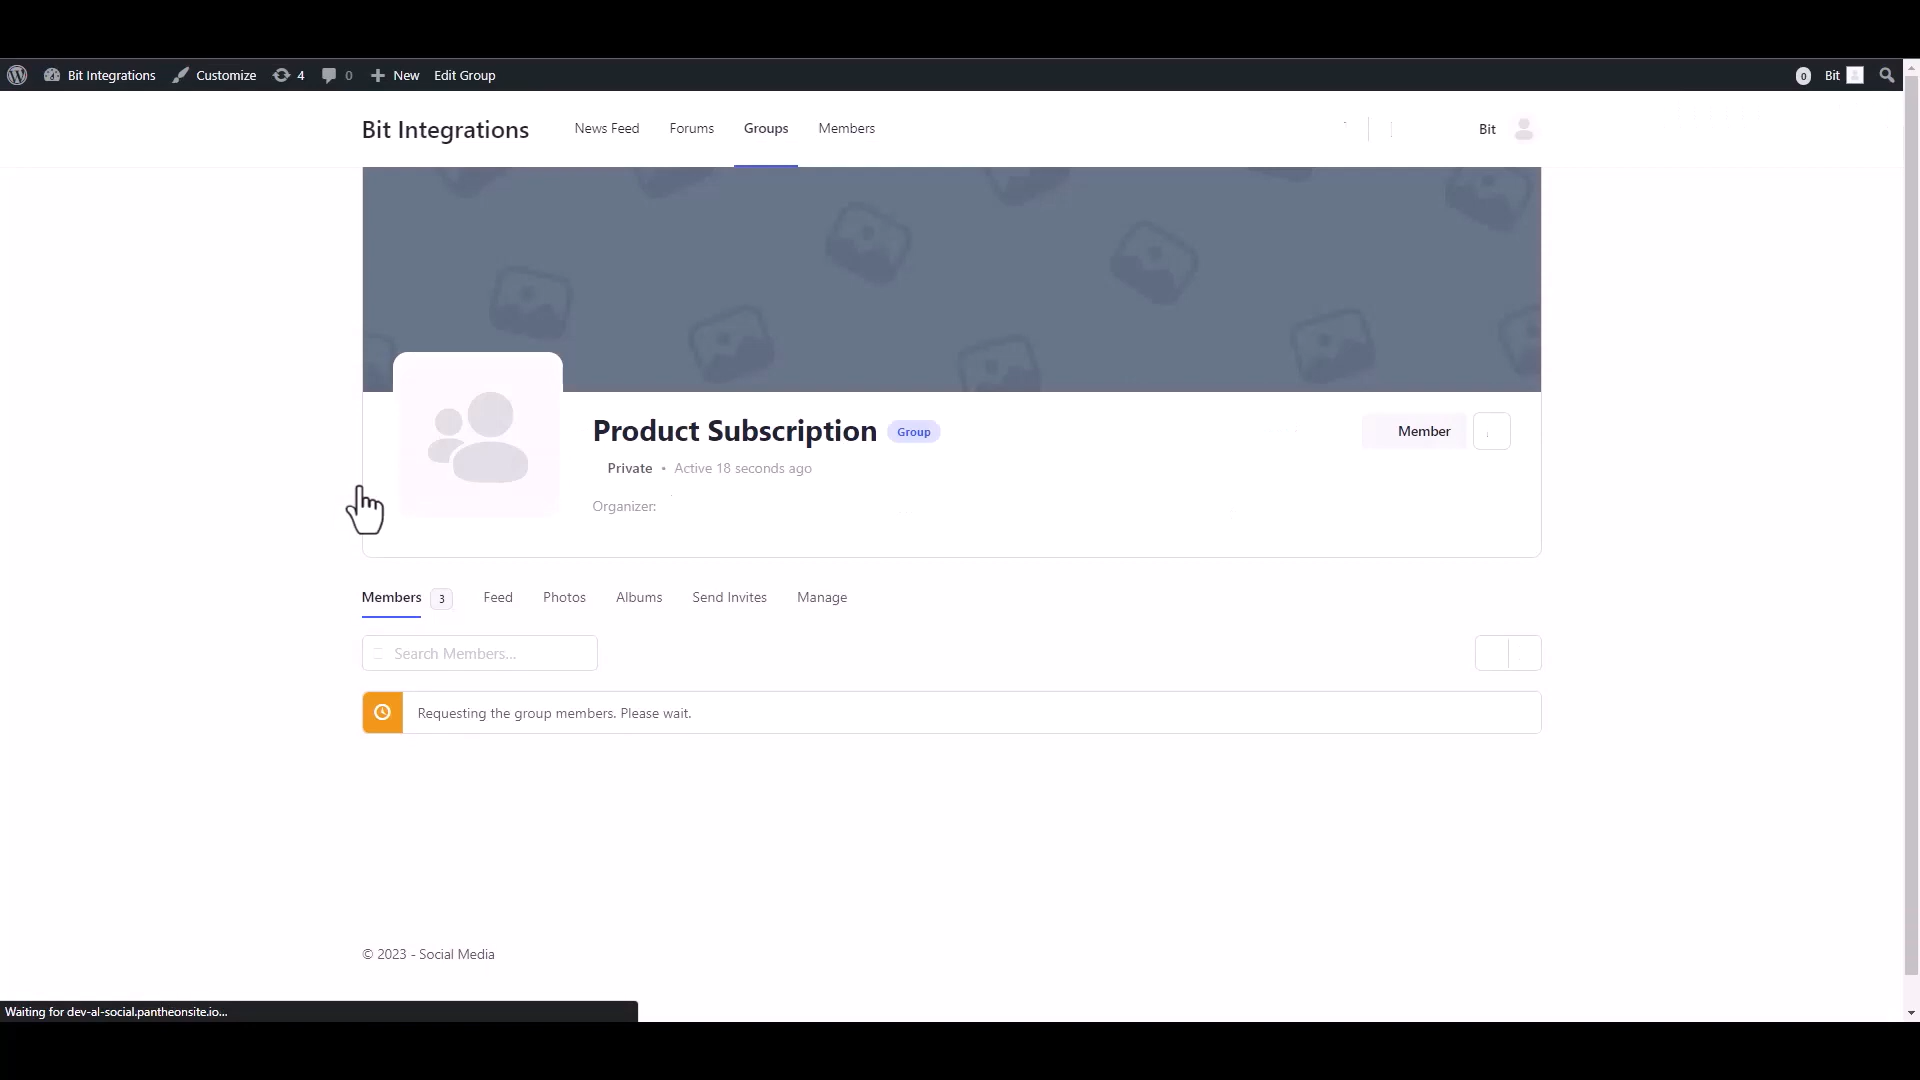 Bit Integrations Customize 4 0 New Edit Group 0 Bit
Bit Integrations News Feed Forums Groups Members Bit
Product Subscription Group Member
Private • Active 18 seconds ago
Organizer:
Members 3 Feed Photos Albums Send Invites Manage
Search Members...
Requesting the group members. Please wait.
© 2023 - Social Media
Waiting for dev-al-social.pantheonsite.io...